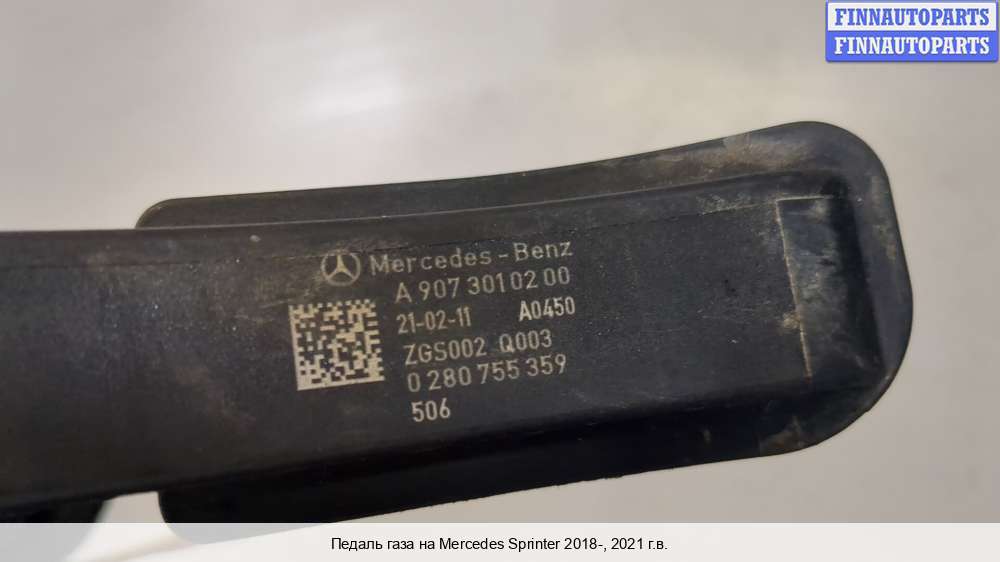 FINNAUTOPARTS
FINNAUTOPARTS
Mercedes-Benz
A 907 301 02 00
21-02-11 A0450
ZGS002 Q003
0 280 755 359
506
Педаль газа на Mercedes Sprinter 2018-, 2021 г.в.